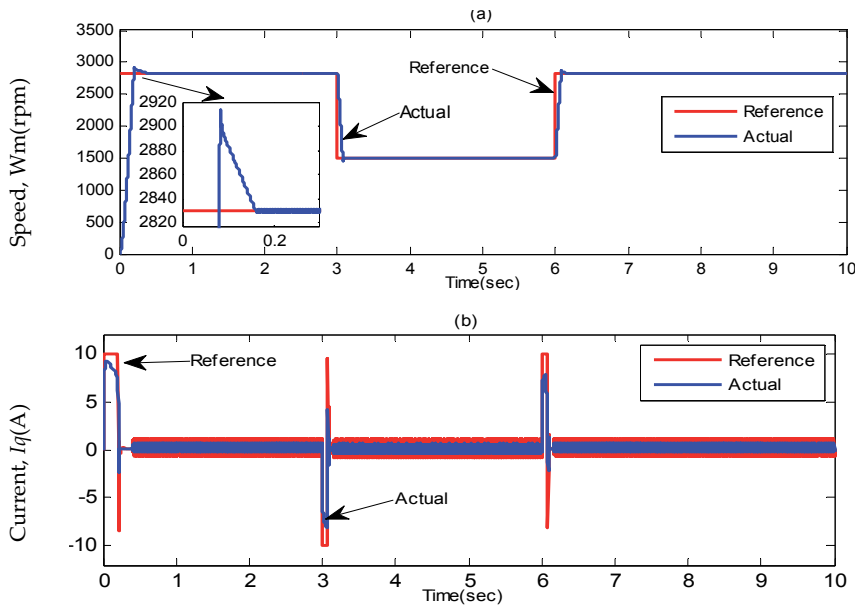 (a)
Speed, Wm(rpm)
3500
3000
2500
2000
1500
1000
500
0
0 1 2 3 4 5 6 7 8 9 10
Time(sec)
Reference
Actual
Reference
Actual
2920
2900
2880
2860
2840
2820
0 0.2
(b)
Current, Iq(A)
10
5
0
-5
-10
0 1 2 3 4 5 6 7 8 9 10
Time(sec)
Reference
Actual
Reference
Actual